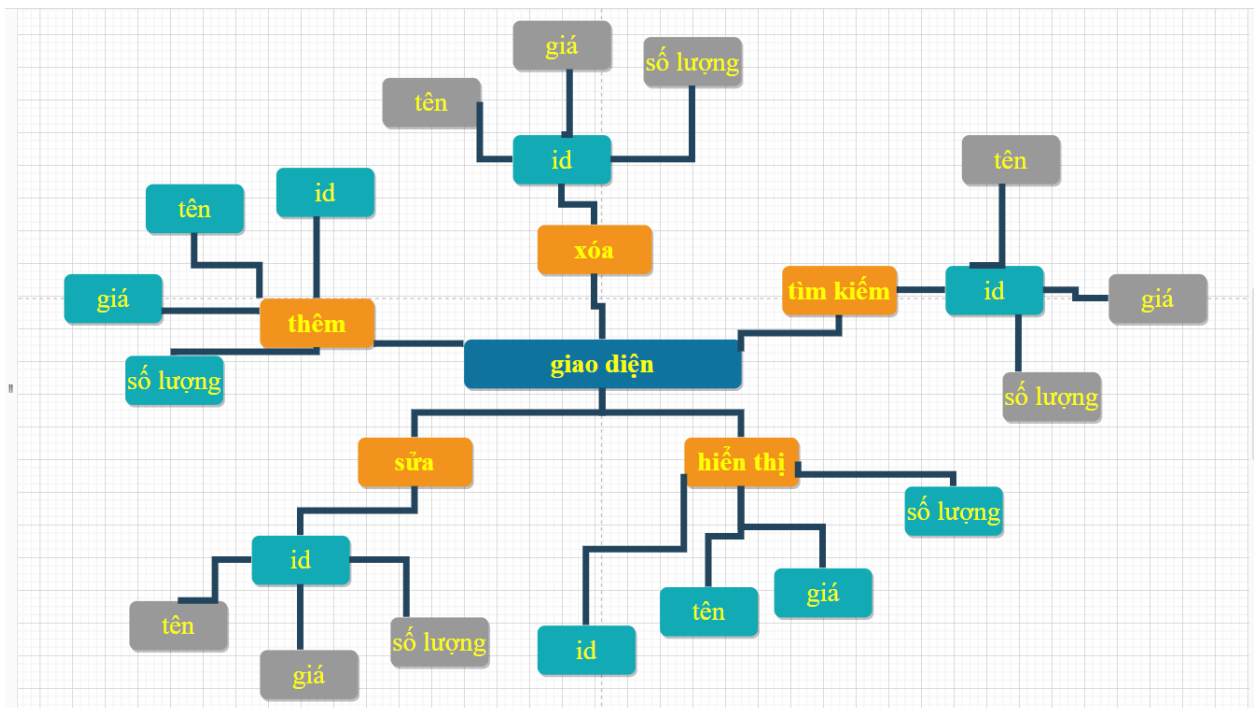 giá
số lượng
tên
id
tên
id
tên
id
xóa
giá
tìm kiếm
id
giá
thêm
giao diện
số lượng
số lượng
sửa
hiển thị
số lượng
id
giá
tên
tên
số lượng
id
giá